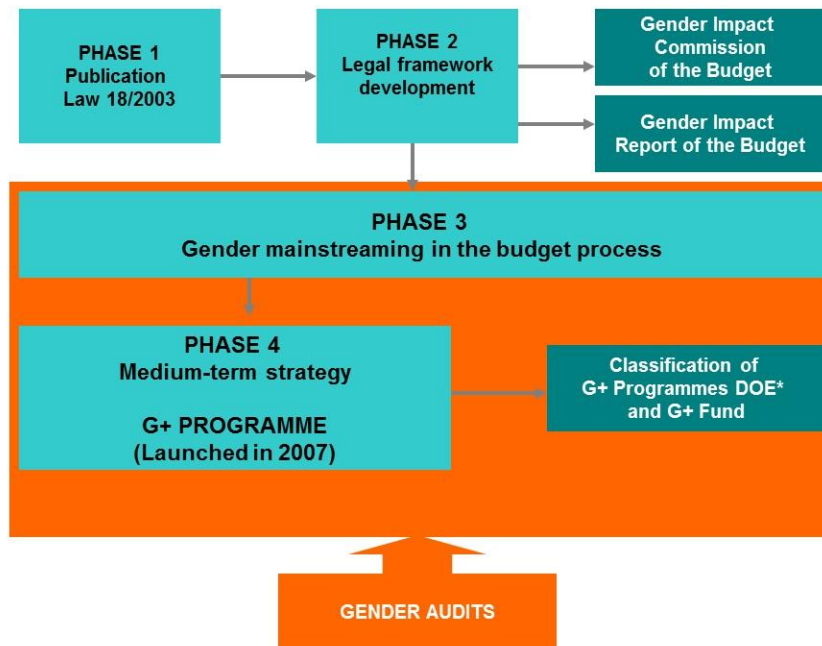 PHASE 1
Publication
Law 18/2003
PHASE 2
Legal framework
development
Gender Impact
Commission
of the Budget
Gender Impact
Report of the Budget
PHASE 3
Gender mainstreaming in the budget process
PHASE 4
Medium-term strategy
G+ PROGRAMME
(Launched in 2007)
Classification of
G+ Programmes DOE*
and G+ Fund
GENDER AUDITS